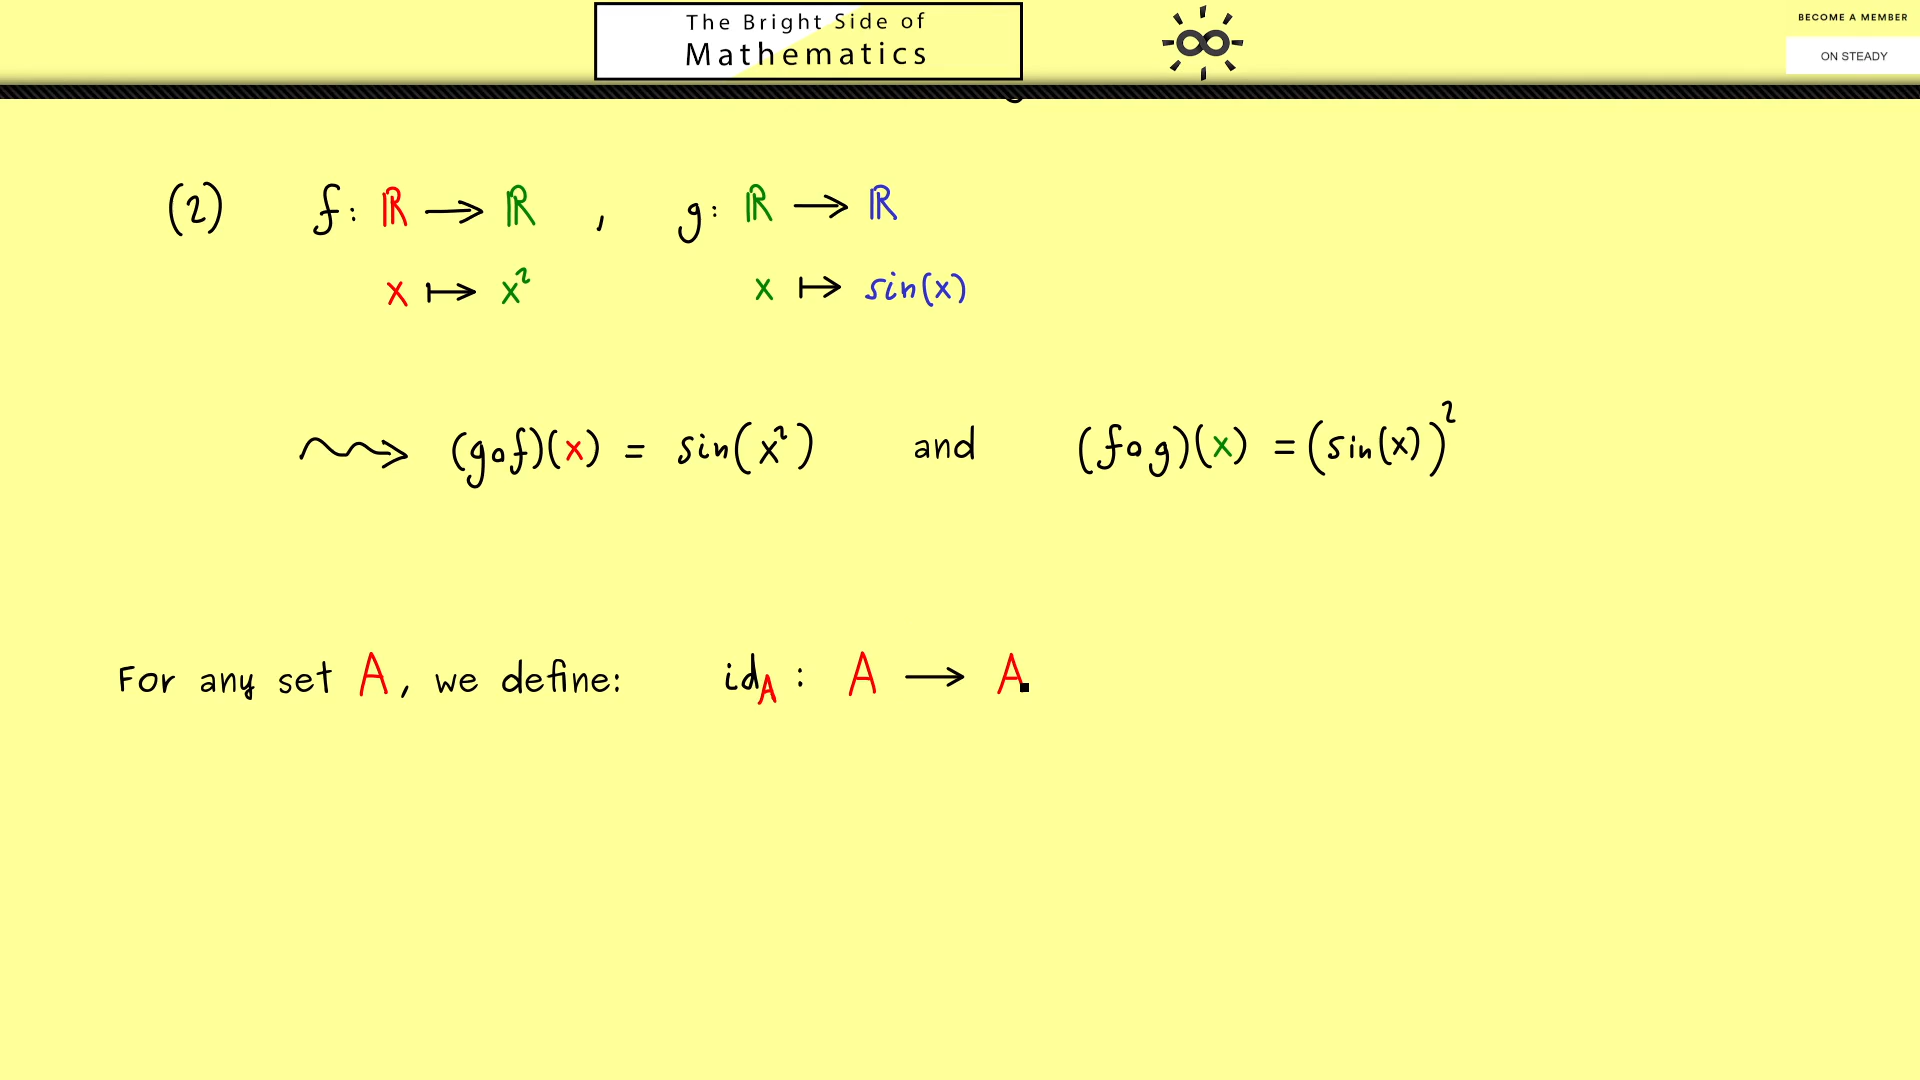 The Bright Side of
Mathematics
BECOME A MEMBER
ON STEADY
(2) f: ℝ ⟶ ℝ , g: ℝ ⟶ ℝ
x ⟼ x² x ⟼ sin(x)
⇝ (g∘f)(x) = sin(x²) and (f∘g)(x) = (sin(x))²
For any set A, we define: id_A : A ⟶ A